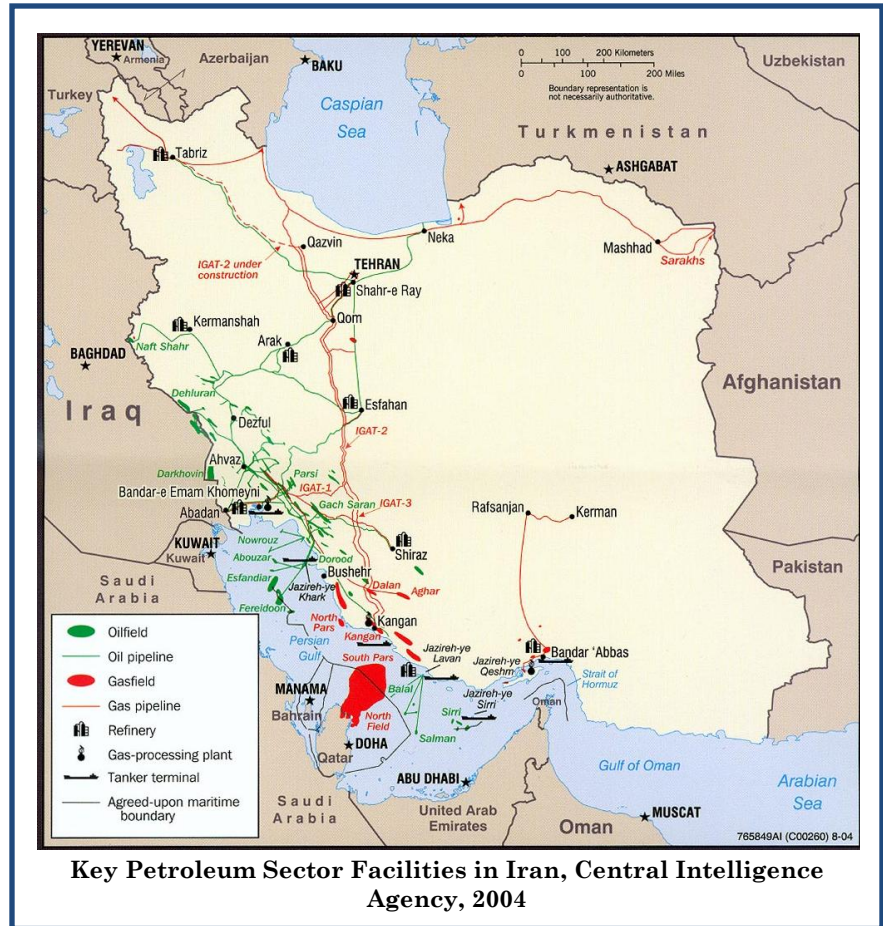 YEREVAN
Armenia
Azerbaijan
BAKU
0 100 200 Kilometers
0 100 200 Miles
Boundary representation is
not necessarily authoritative.
Uzbekistan
Turkey
Caspian
Sea
Turkmenistan
ASHGABAT
Tabriz
Qazvin
Neka
Mashhad
Sarakhs
IGAT-2 under
construction
TEHRAN
Shahr-e Ray
Qom
Kermanshah
Arak
Naft Shahr
BAGHDAD
Iraq
Dehluran
Dezful
Esfahan
IGAT-2
Afghanistan
Ahvaz
Darkhovin
Parsi
IGAT-1
Bandar-e Emam Khomeyni
Abadan
Gach Saran
IGAT-3
Rafsanjan
Kerman
Shiraz
KUWAIT
Kuwait
Nowrouz
Abouzar
Dorood
Bushehr
Esfandiar
Jazireh-ye
Khark
Fereidoon
Dalan
Aghar
Pakistan
Saudi
Arabia
North
Pars
Kangan
Kangan
Persian
Gulf
South Pars
Jazireh-ye
Lavan
Jazireh-ye
Qeshm
Bandar 'Abbas
Strait of
Hormuz
MANAMA
Bahrain
Balal
North
Field
Jazireh-ye
Sirri
Sirri
Salman
Oman
Qatar
DOHA
ABU DHABI
Gulf of Oman
Arabian
Sea
Saudi
Arabia
United Arab
Emirates
Oman
MUSCAT
Oilfield
Oil pipeline
Gasfield
Gas pipeline
Refinery
Gas-processing plant
Tanker terminal
Agreed-upon maritime
boundary
765849AI (C00260) 8-04
Key Petroleum Sector Facilities in Iran, Central Intelligence
Agency, 2004